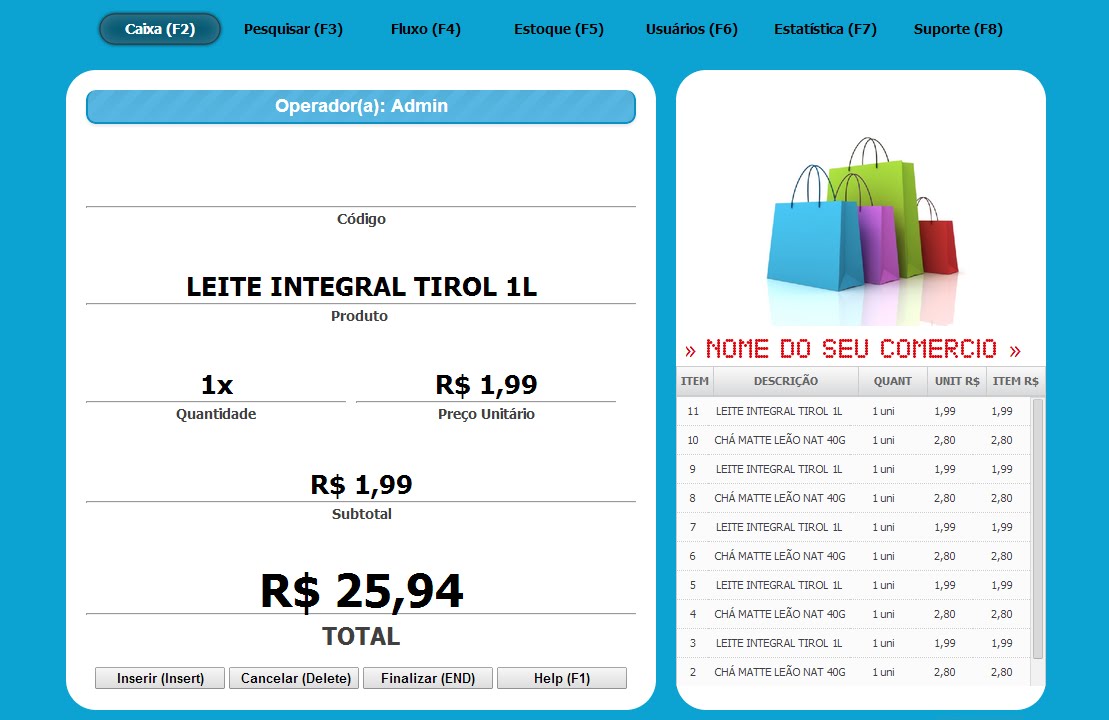 Caixa (F2) Pesquisar (F3) Fluxo (F4) Estoque (F5) Usuários (F6) Estatística (F7) Suporte (F8)
Operador(a): Admin
Código
LEITE INTEGRAL TIROL 1L
Produto
1x R$ 1,99
Quantidade Preço Unitário
R$ 1,99
Subtotal
R$ 25,94
TOTAL
Inserir (Insert) Cancelar (Delete) Finalizar (END) Help (F1)
» NOME DO SEU COMERCIO »
ITEM DESCRIÇÃO QUANT UNIT R$ ITEM R$
11 LEITE INTEGRAL TIROL 1L 1 uni 1,99 1,99
10 CHÁ MATTE LEÃO NAT 40G 1 uni 2,80 2,80
9 LEITE INTEGRAL TIROL 1L 1 uni 1,99 1,99
8 CHÁ MATTE LEÃO NAT 40G 1 uni 2,80 2,80
7 LEITE INTEGRAL TIROL 1L 1 uni 1,99 1,99
6 CHÁ MATTE LEÃO NAT 40G 1 uni 2,80 2,80
5 LEITE INTEGRAL TIROL 1L 1 uni 1,99 1,99
4 CHÁ MATTE LEÃO NAT 40G 1 uni 2,80 2,80
3 LEITE INTEGRAL TIROL 1L 1 uni 1,99 1,99
2 CHÁ MATTE LEÃO NAT 40G 1 uni 2,80 2,80